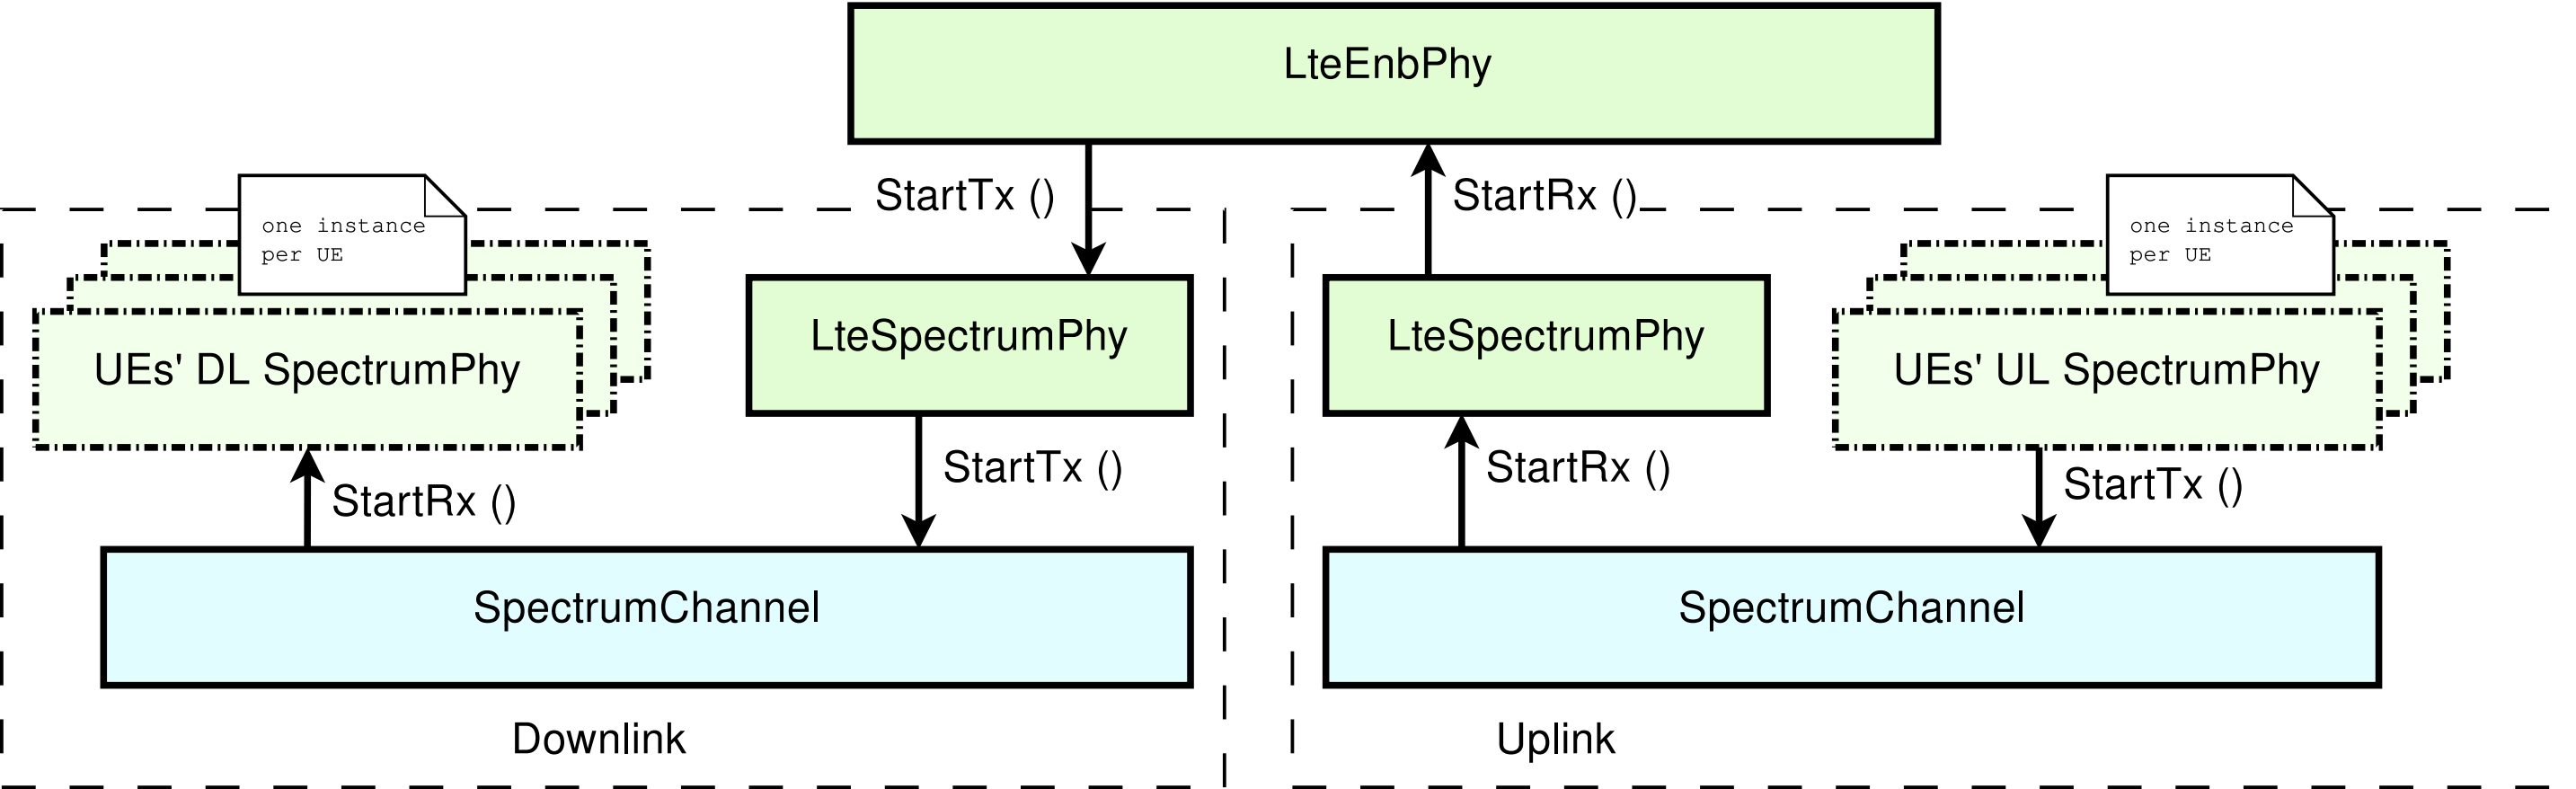 LteEnbPhy
StartTx ()
StartRx ()
one instance
per UE
one instance
per UE
LteSpectrumPhy
LteSpectrumPhy
UEs' DL SpectrumPhy
UEs' UL SpectrumPhy
StartRx ()
StartTx ()
StartRx ()
StartTx ()
SpectrumChannel
SpectrumChannel
Downlink
Uplink